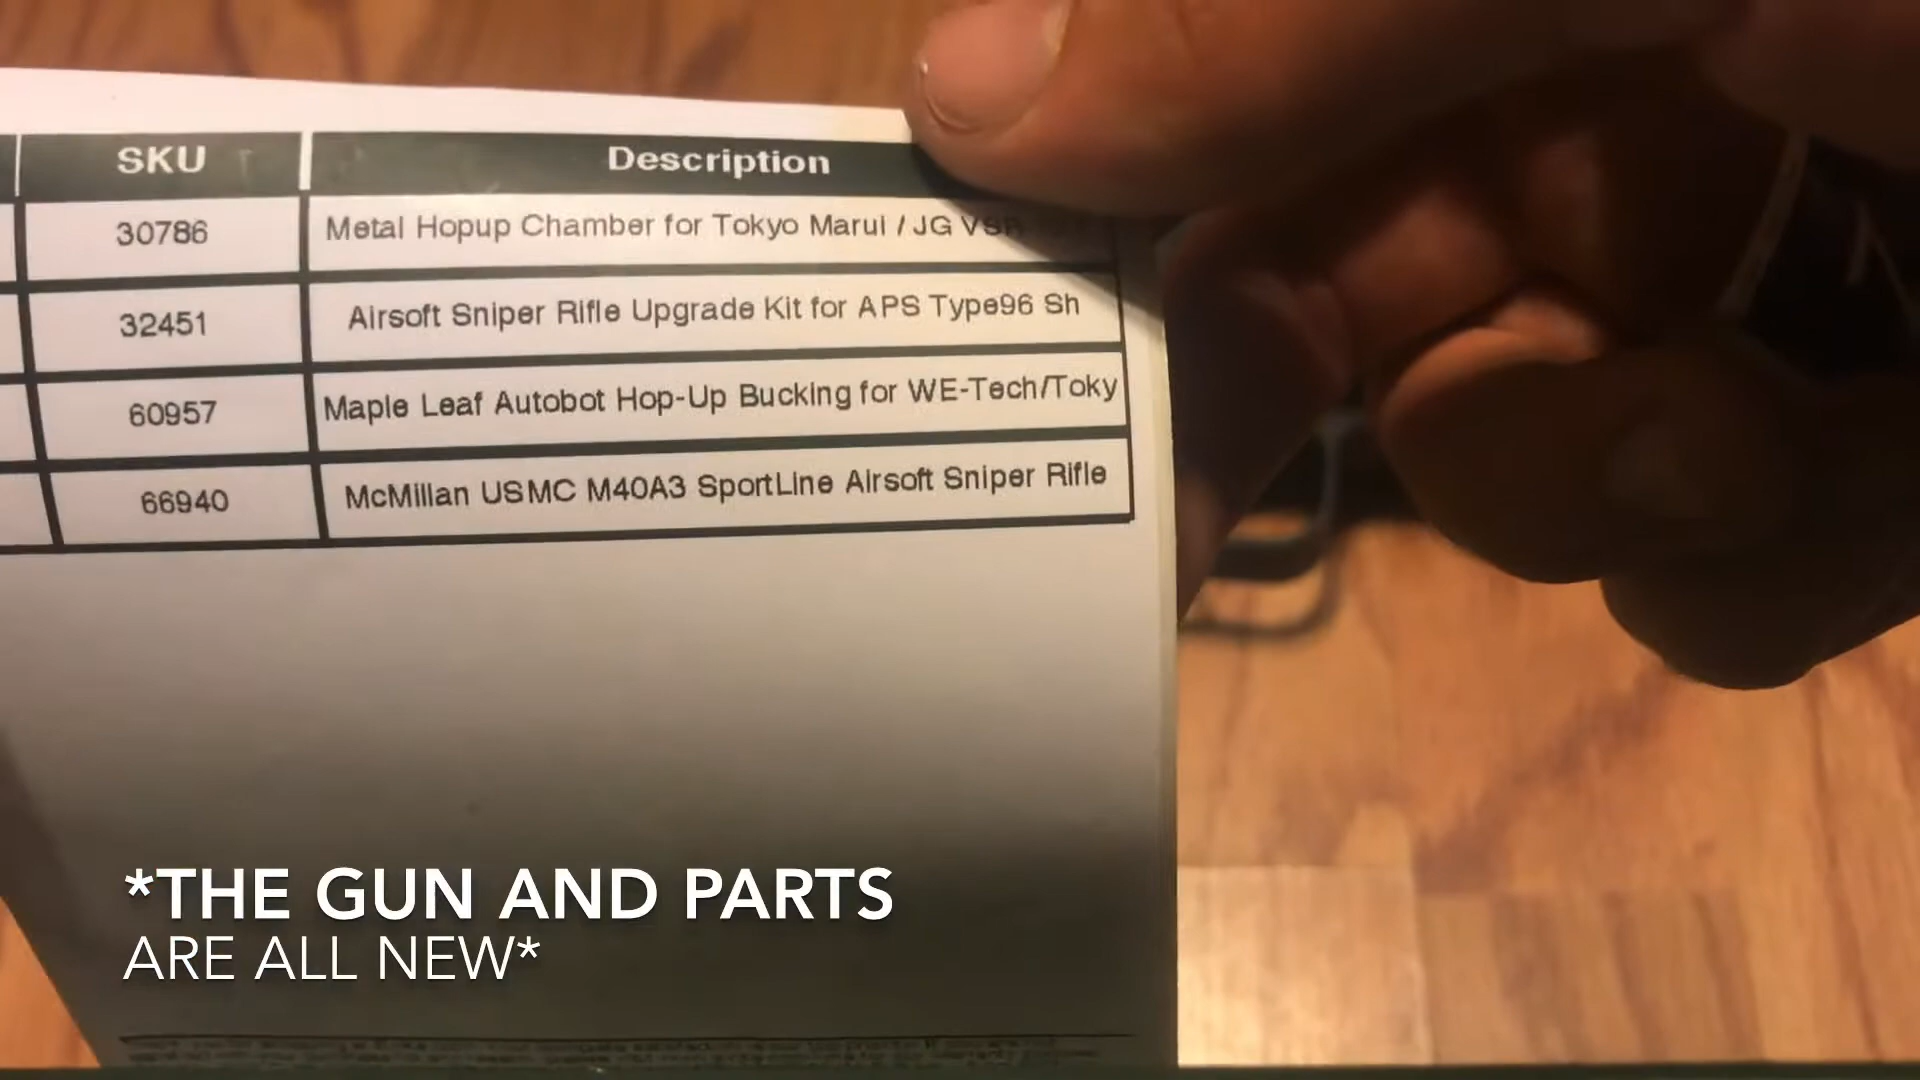 SKU Description
30786 Metal Hopup Chamber for Tokyo Marui / JG VSR
32451 Airsoft Sniper Rifle Upgrade Kit for APS Type96 Sh
60957 Maple Leaf Autobot Hop-Up Bucking for WE-Tech/Toky
66940 McMillan USMC M40A3 SportLine Airsoft Sniper Rifle
*THE GUN AND PARTS
ARE ALL NEW*